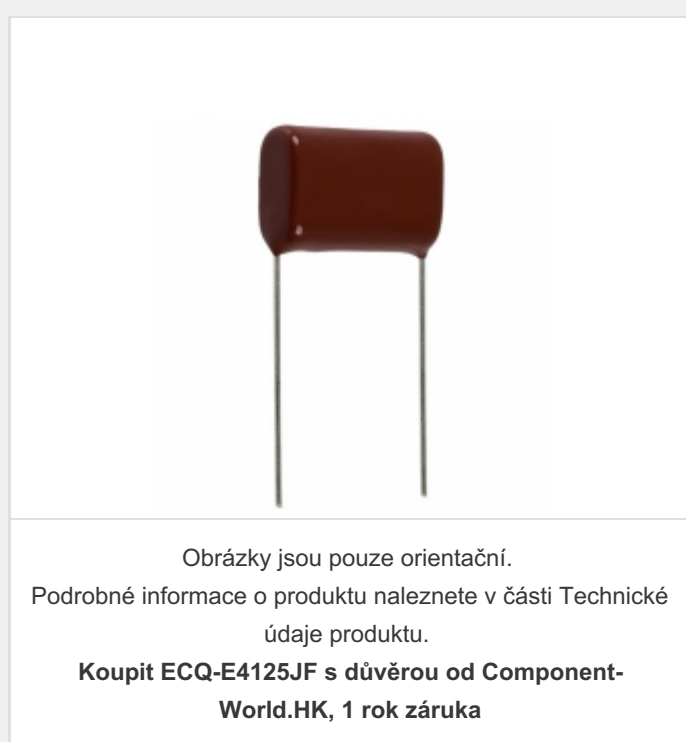 Obrázky jsou pouze orientační.
Podrobné informace o produktu naleznete v části Technické
údaje produktu.
Koupit ECQ-E4125JF s důvěrou od Component-
World.HK, 1 rok záruka